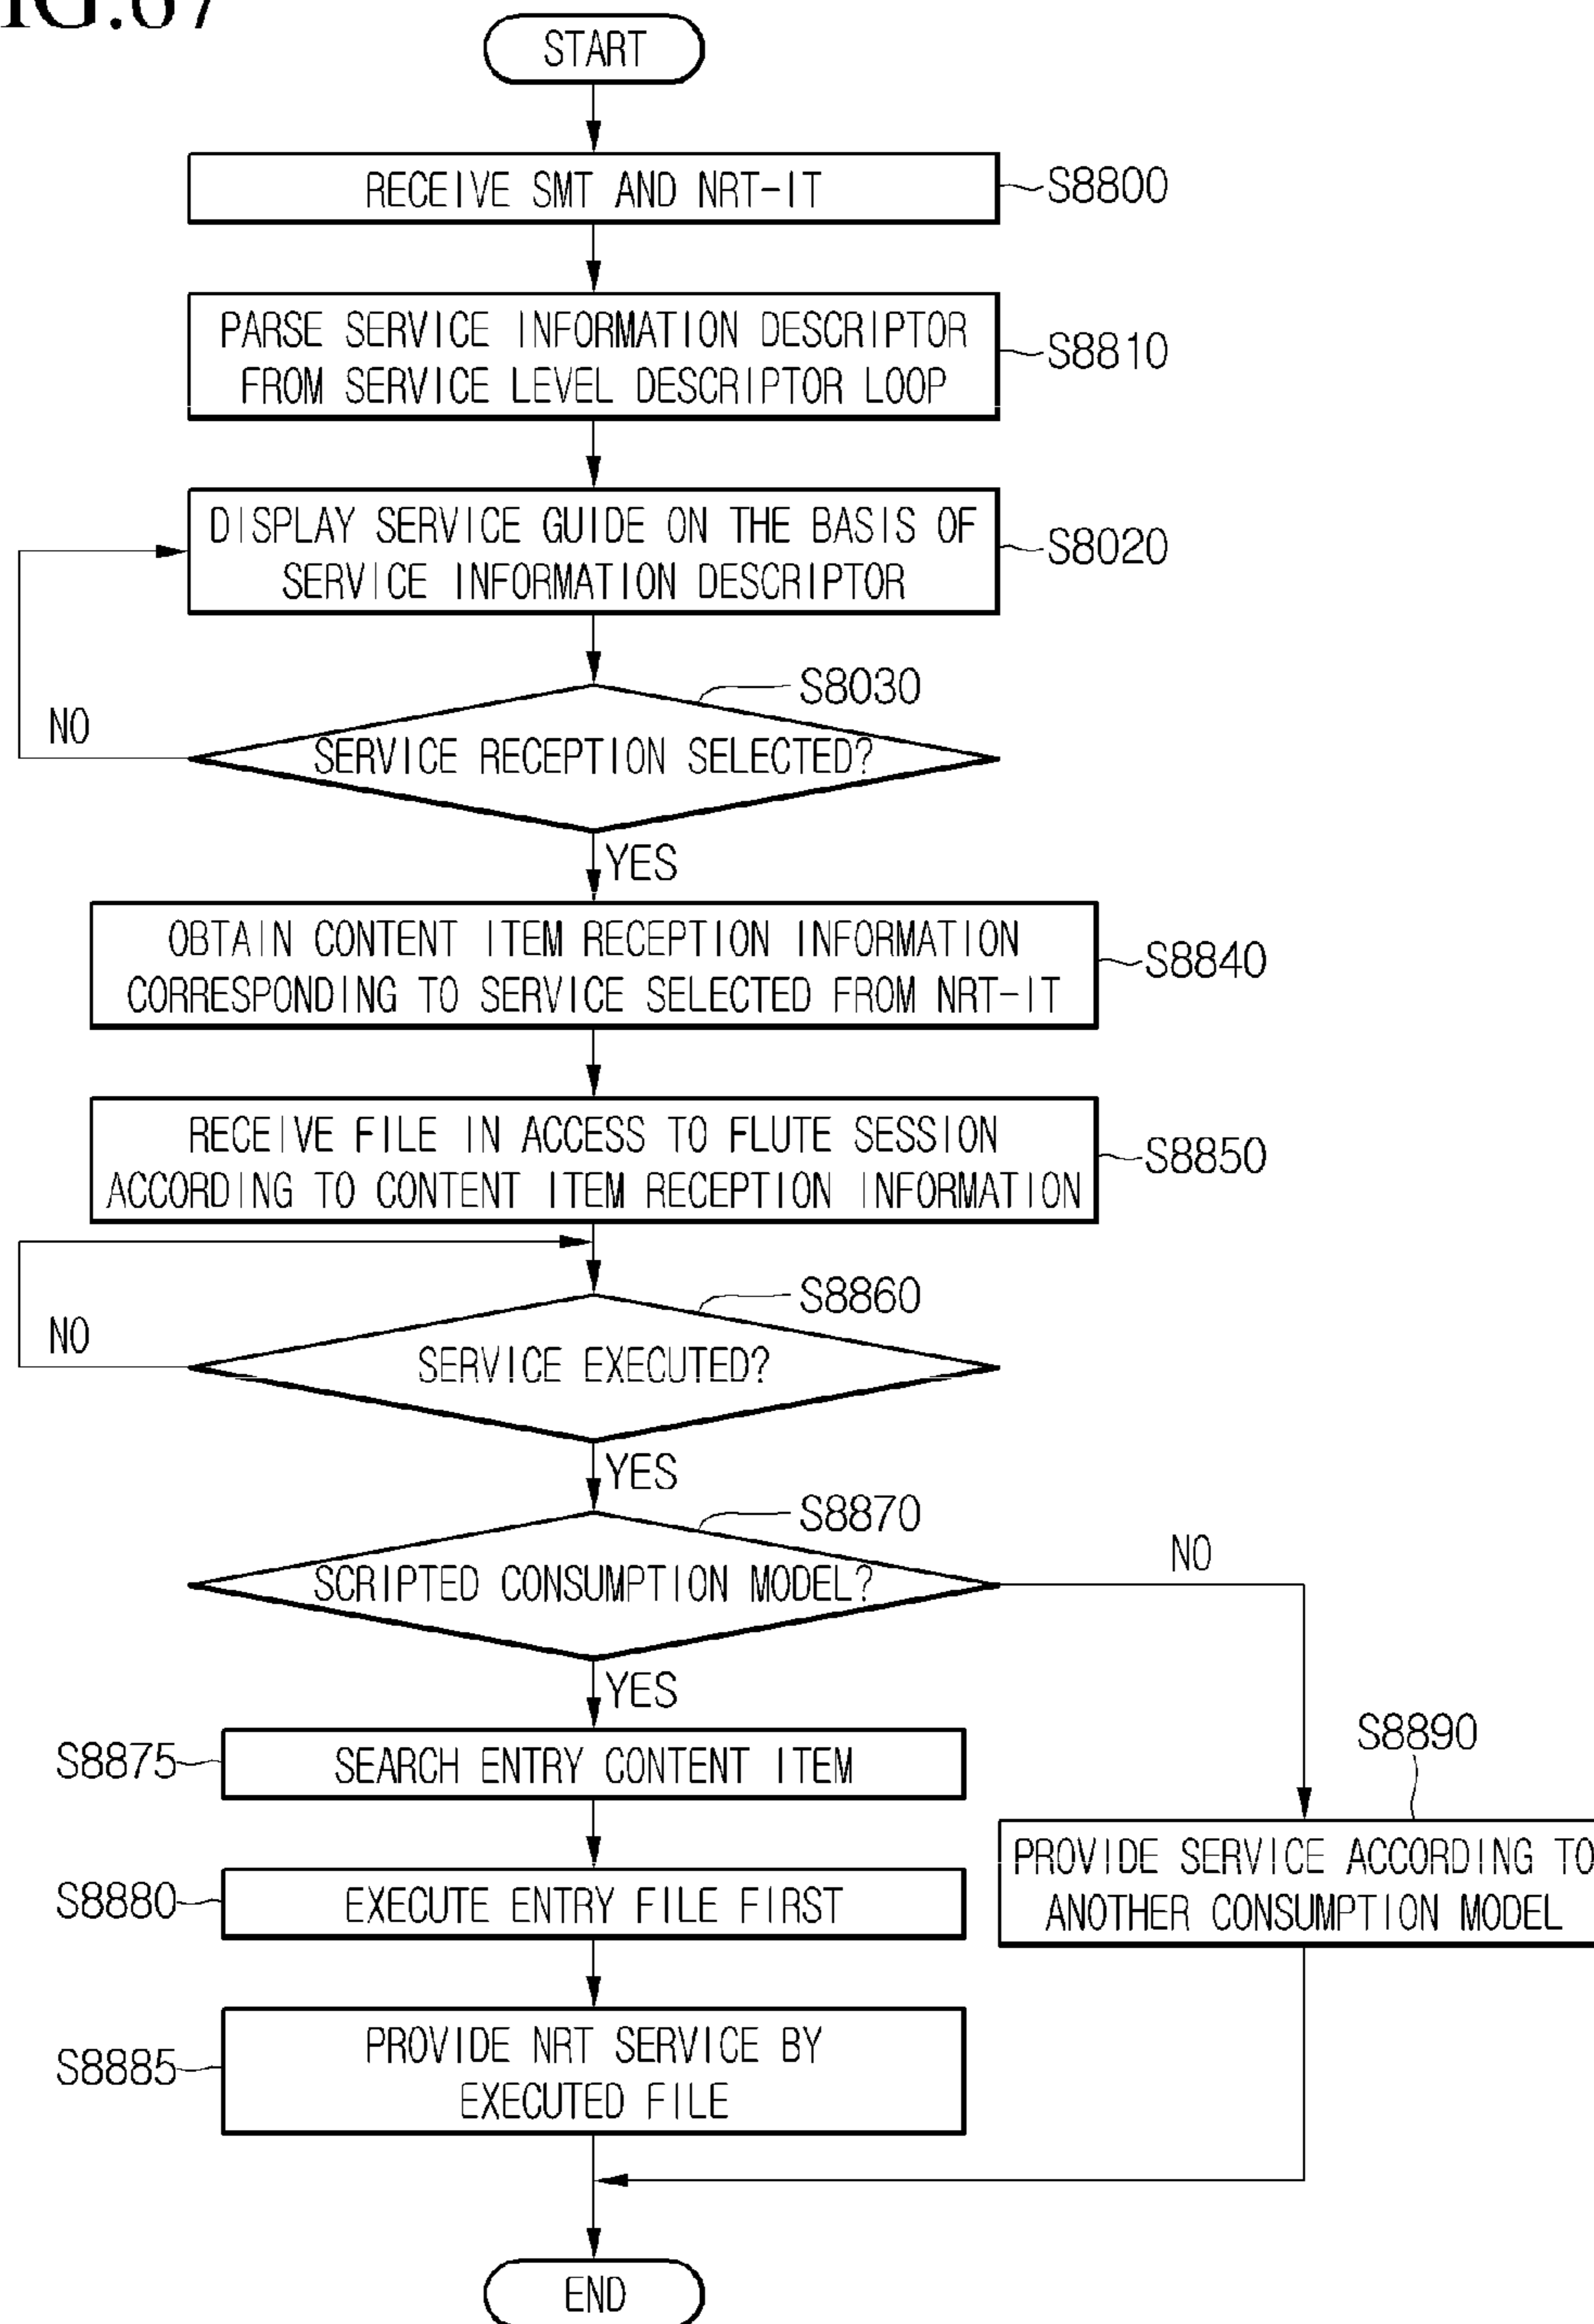 FIG.67
START
RECEIVE SMT AND NRT-IT
S8800
PARSE SERVICE INFORMATION DESCRIPTOR
FROM SERVICE LEVEL DESCRIPTOR LOOP
S8810
DISPLAY SERVICE GUIDE ON THE BASIS OF
SERVICE INFORMATION DESCRIPTOR
S8020
S8030
NO
SERVICE RECEPTION SELECTED?
YES
OBTAIN CONTENT ITEM RECEPTION INFORMATION
CORRESPONDING TO SERVICE SELECTED FROM NRT-IT
S8840
RECEIVE FILE IN ACCESS TO FLUTE SESSION
ACCORDING TO CONTENT ITEM RECEPTION INFORMATION
S8850
S8860
NO
SERVICE EXECUTED?
YES
S8870
NO
SCRIPTED CONSUMPTION MODEL?
YES
S8875
SEARCH ENTRY CONTENT ITEM
S8890
S8880
EXECUTE ENTRY FILE FIRST
PROVIDE SERVICE ACCORDING TO
ANOTHER CONSUMPTION MODEL
S8885
PROVIDE NRT SERVICE BY
EXECUTED FILE
END